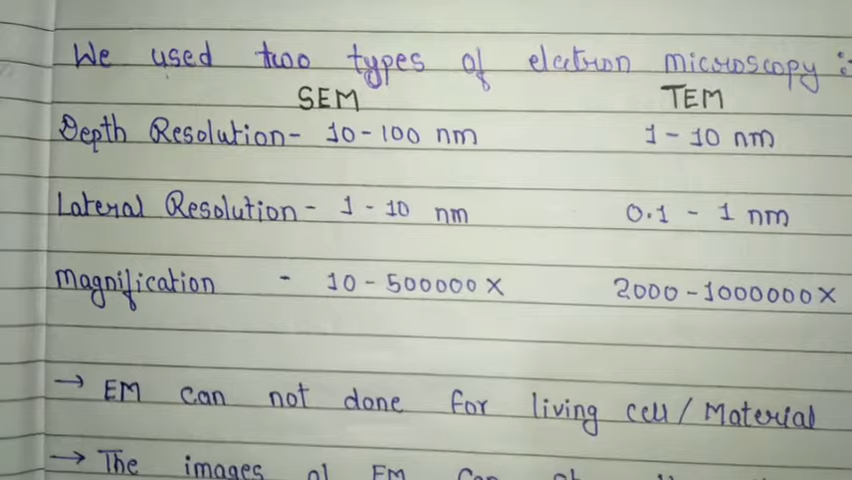 We used two types of electron microscopy :
SEM TEM
Depth Resolution - 10 - 100 nm 1 - 10 nm
Lateral Resolution - 1 - 10 nm 0.1 - 1 nm
Magnification - 10 - 500000 X 2000 - 1000000 X
→ EM can not done for living cell / Material
→ The images of EM can